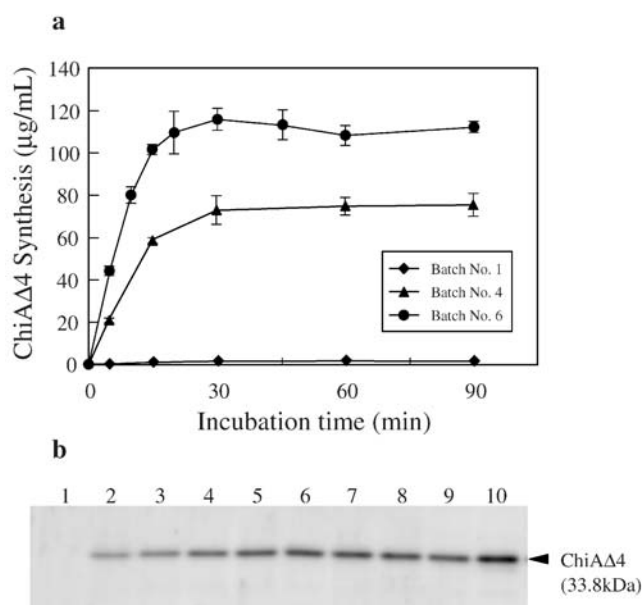 a
ChiAΔ4 Synthesis (μg/mL)
140
120
100
80
60
40
20
0
Batch No. 1
Batch No. 4
Batch No. 6
0 30 60 90
Incubation time (min)
b
1 2 3 4 5 6 7 8 9 10
ChiAΔ4
(33.8kDa)